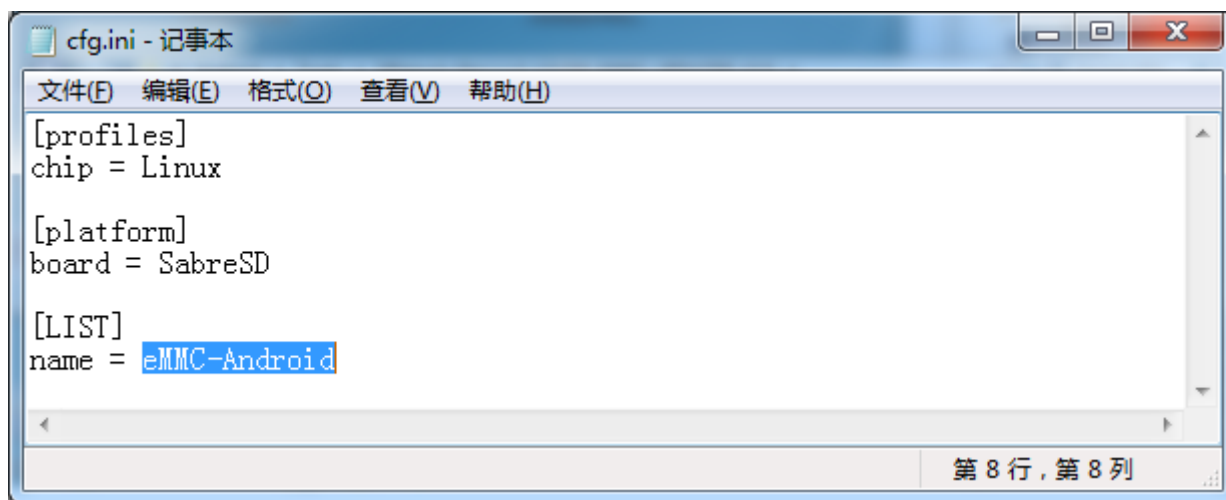 cfg.ini - 记事本
文件(F) 编辑(E) 格式(O) 查看(V) 帮助(H)
[profiles]
chip = Linux
[platform]
board = SabreSD
[LIST]
name = eMMC-Android
第 8 行 , 第 8 列